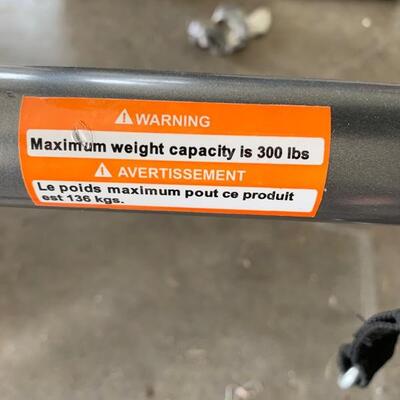 WARNING
Maximum weight capacity is 300 lbs
AVERTISSEMENT
Le poids maximum pout ce produit
est 136 kgs.